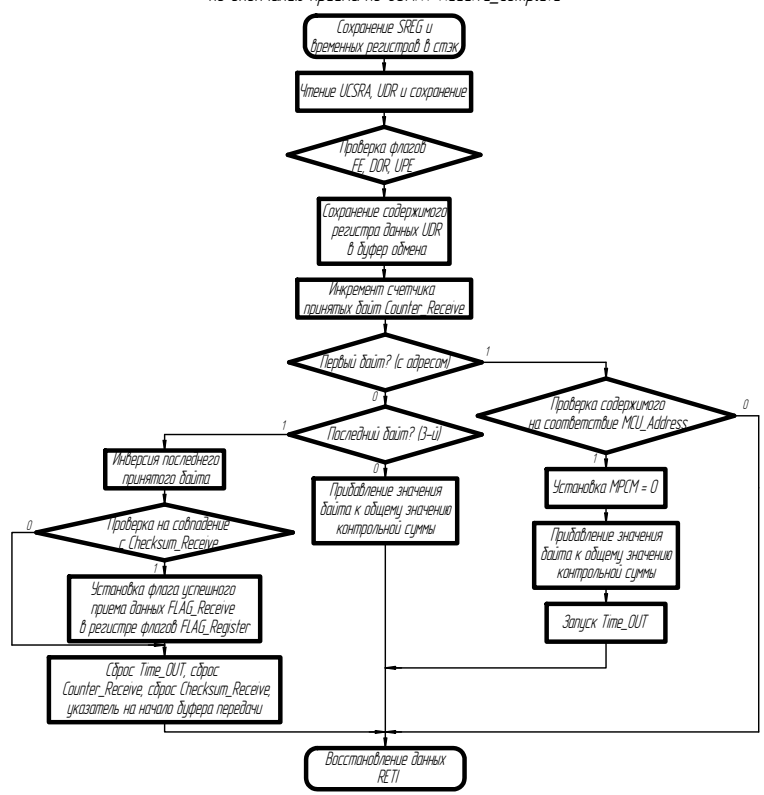 Сохранение SREG и
временных регистров в стэк
Чтение UCSRA, UDR и сохранение
Проверка флагов
FE, DOR, UPE
Сохранение содержимого
регистра данных UDR
в буфер обмена
Инкремент счетчика
принятых байт Counter_Receive
Первый байт? (с адресом)
1
0
Проверка содержимого
на соответствие MCU_Address
0
1
Последний байт? (3-й)
1
0
Инверсия последнего
принятого байта
Прибавление значения
байта к общему значению
контрольной суммы
Установка MPCM = 0
Проверка на совпадение
с Checksum_Receive
0
1
Прибавление значения
байта к общему значению
контрольной суммы
Установка флага успешного
приема данных FLAG_Receive
в регистре флагов FLAG_Register
Запуск Time_OUT
Сброс Time_OUT, сброс
Counter_Receive, сброс Checksum_Receive,
указатель на начало буфера передачи
Восстановление данных
RETI